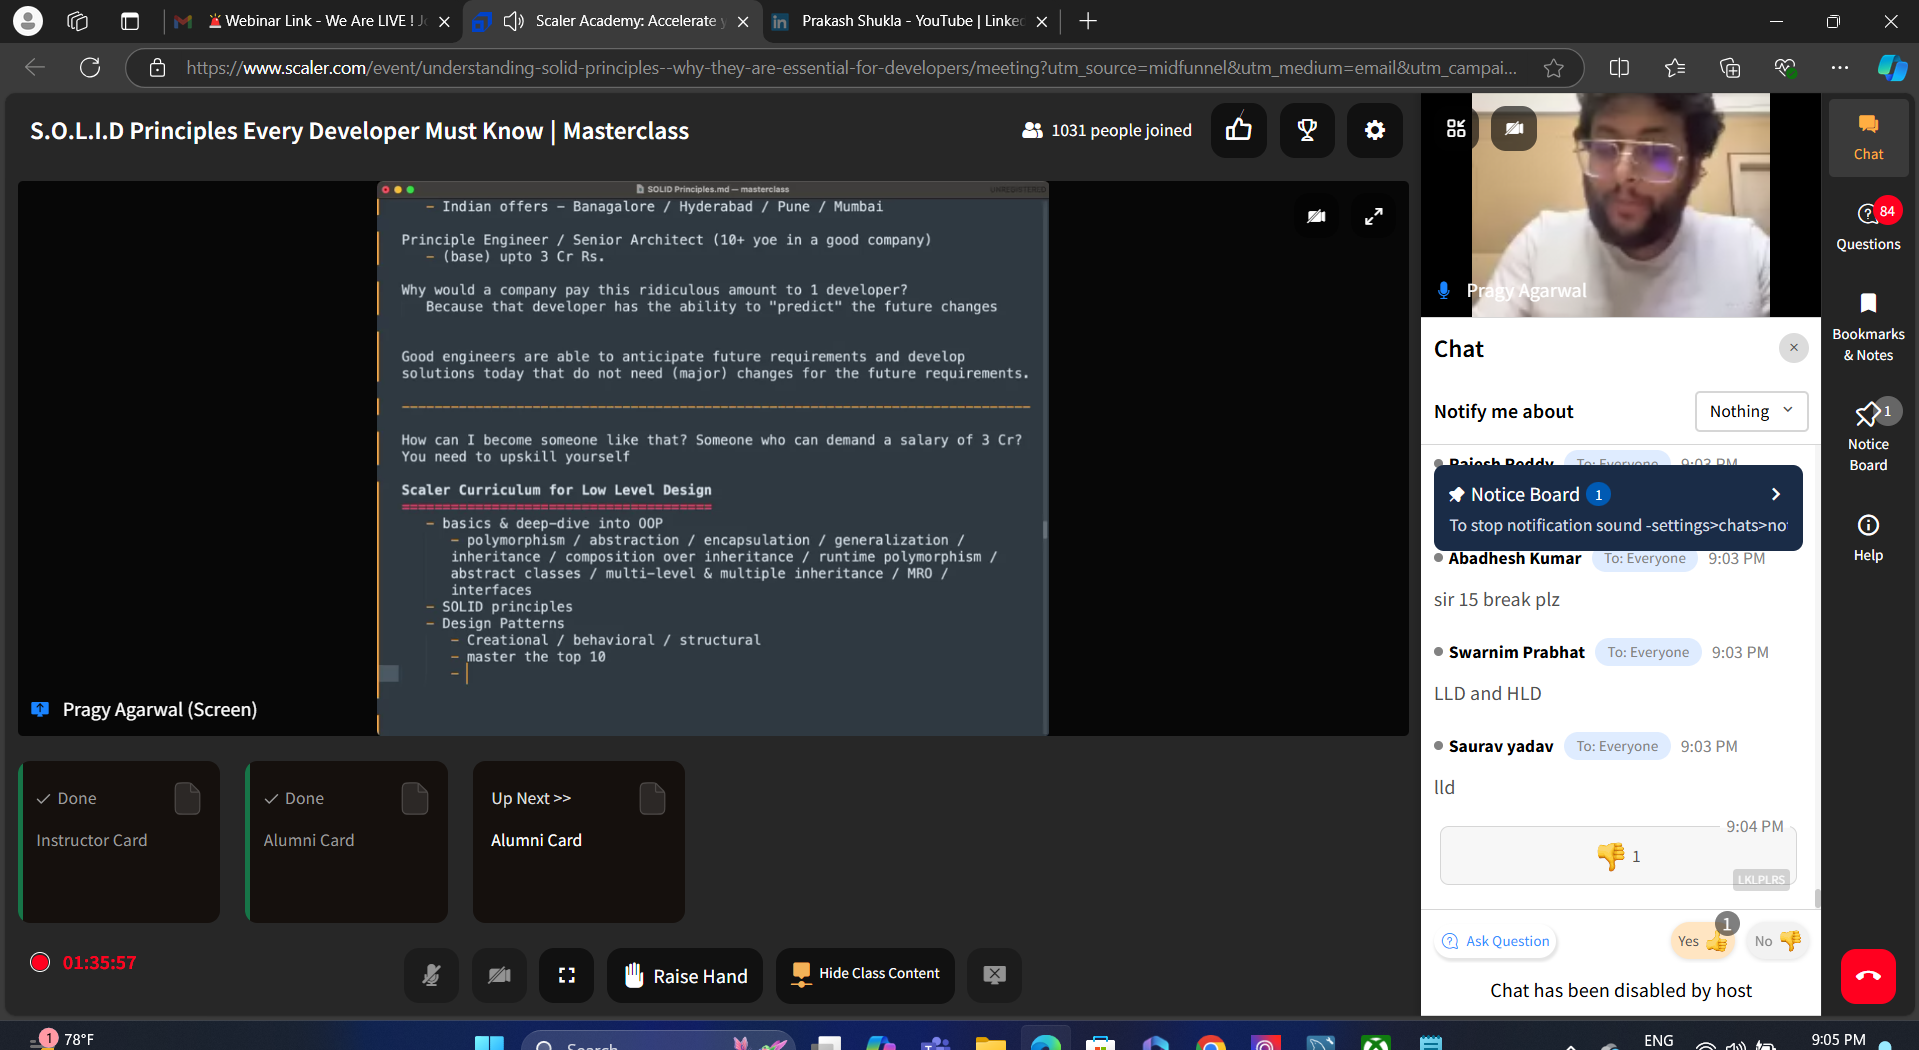 Webinar Link - We Are LIVE ! J
Scaler Academy: Accelerate y
Prakash Shukla - YouTube | Linke
https://www.scaler.com/event/understanding-solid-principles--why-they-are-essential-for-developers/meeting?utm_source=midfunnel&utm_medium=email&utm_campai...
S.O.L.I.D Principles Every Developer Must Know | Masterclass
1031 people joined
SOLID Principles.md — masterclass
UNREGISTERED
- Indian offers - Banagalore / Hyderabad / Pune / Mumbai
Principle Engineer / Senior Architect (10+ yoe in a good company)
- (base) upto 3 Cr Rs.
Why would a company pay this ridiculous amount to 1 developer?
Because that developer has the ability to "predict" the future changes
Good engineers are able to anticipate future requirements and develop
solutions today that do not need (major) changes for the future requirements.
How can I become someone like that? Someone who can demand a salary of 3 Cr?
You need to upskill yourself
Scaler Curriculum for Low Level Design
=======================================
- basics & deep-dive into OOP
- polymorphism / abstraction / encapsulation / generalization /
inheritance / composition over inheritance / runtime polymorphism /
abstract classes / multi-level & multiple inheritance / MRO /
interfaces
- SOLID principles
- Design Patterns
- Creational / behavioral / structural
- master the top 10
-
Pragy Agarwal (Screen)
Done
Instructor Card
Done
Alumni Card
Up Next >>
Alumni Card
01:35:57
Raise Hand
Hide Class Content
Pragy Agarwal
Chat
Notify me about
Nothing
Rajesh Reddy To: Everyone 9:03 PM
Notice Board 1
To stop notification sound -settings>chats>no
Abadhesh Kumar To: Everyone 9:03 PM
sir 15 break plz
Swarnim Prabhat To: Everyone 9:03 PM
LLD and HLD
Saurav yadav To: Everyone 9:03 PM
lld
9:04 PM
1
LKLPLRS
Ask Question
Yes
1
No
Chat has been disabled by host
Chat
84
Questions
Bookmarks
& Notes
1
Notice
Board
Help
1
78°F
Search
ENG
9:05 PM